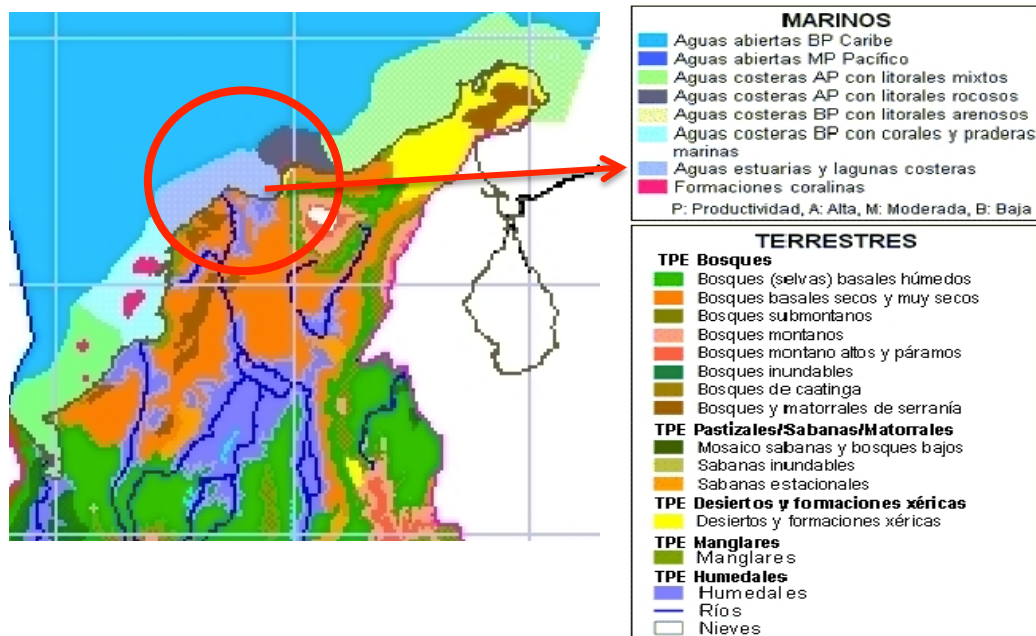 MARINOS
Aguas abiertas BP Caribe
Aguas abiertas MP Pacífico
Aguas costeras AP con litorales mixtos
Aguas costeras AP con litorales rocosos
Aguas costeras BP con litorales arenosos
Aguas costeras BP con corales y praderas
marinas
Aguas estuarias y lagunas costeras
Formaciones coralinas
P: Productividad, A: Alta, M: Moderada, B: Baja
TERRESTRES
TPE Bosques
Bosques (selvas) basales húmedos
Bosques basales secos y muy secos
Bosques submontanos
Bosques montanos
Bosques montano altos y páramos
Bosques inundables
Bosques de caatinga
Bosques y matorrales de serranía
TPE Pastizales/Sabanas/Matorrales
Mosaico sabanas y bosques bajos
Sabanas inundables
Sabanas estacionales
TPE Desiertos y formaciones xéricas
Desiertos y formaciones xéricas
TPE Manglares
Manglares
TPE Humedales
Humedales
Ríos
Nieves